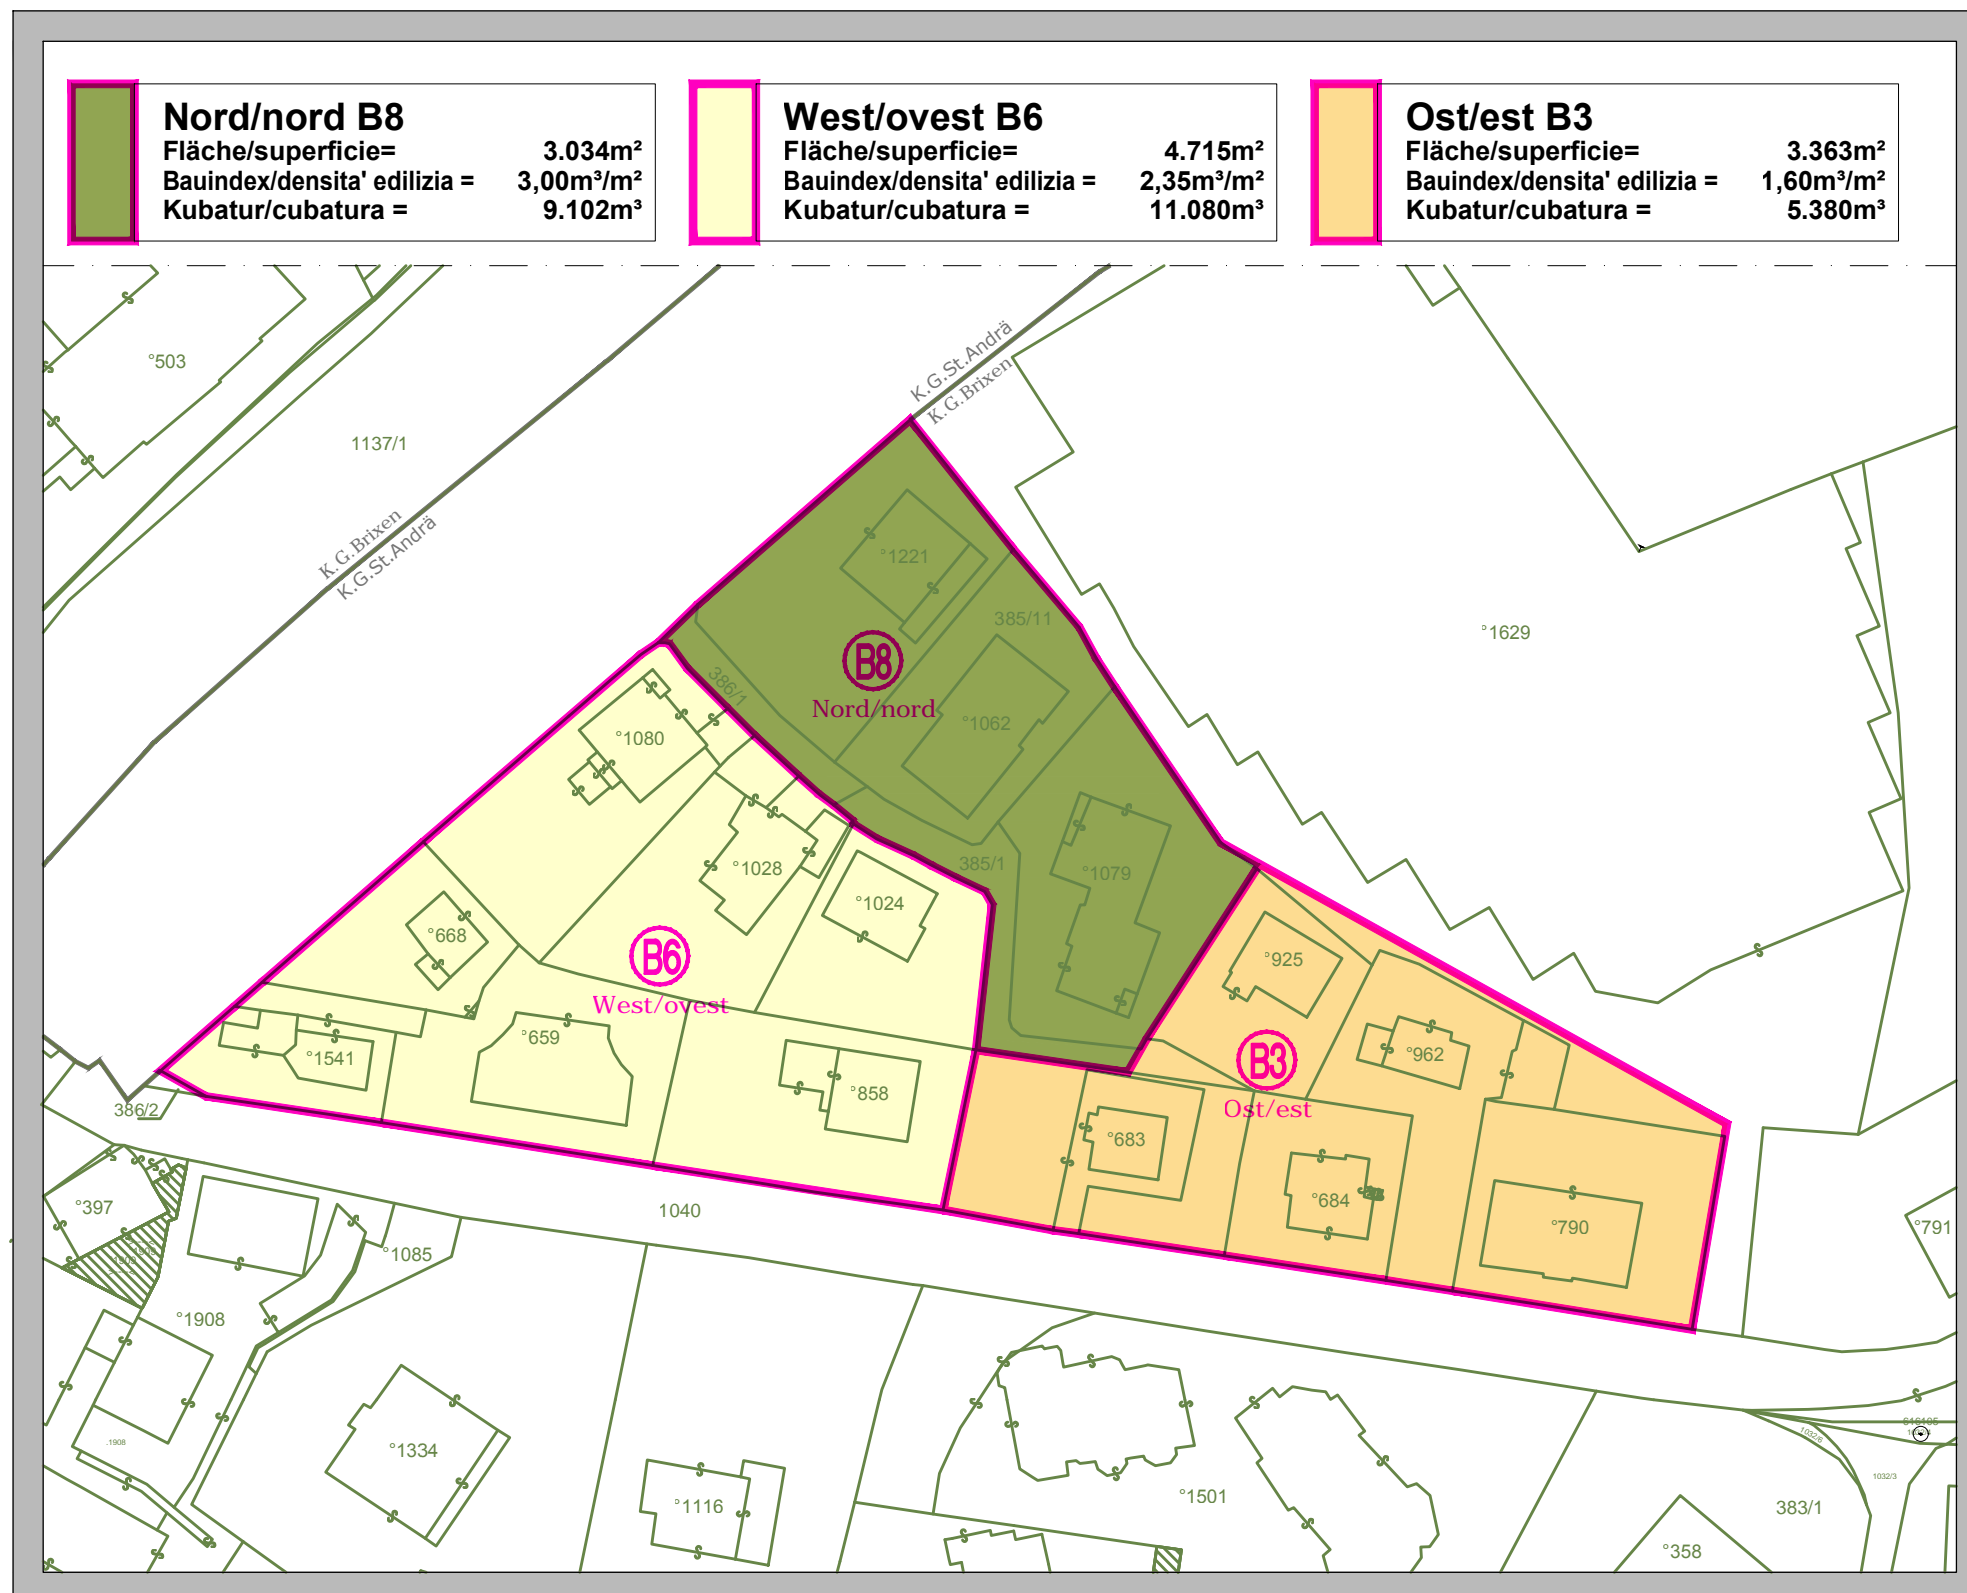 Nord/nord B8
Fläche/superficie= 3.034m²
Bauindex/densita' edilizia = 3,00m³/m²
Kubatur/cubatura = 9.102m³
West/ovest B6
Fläche/superficie= 4.715m²
Bauindex/densita' edilizia = 2,35m³/m²
Kubatur/cubatura = 11.080m³
Ost/est B3
Fläche/superficie= 3.363m²
Bauindex/densita' edilizia = 1,60m³/m²
Kubatur/cubatura = 5.380m³
°503
K.G.St.Andrä
K.G.Brixen
1137/1
K.G.Brixen
K.G.St.Andrä
°1221
385/11
°1629
B8
Nord/nord
386/1
°1062
°1080
°1028
385/1
°1079
°1024
°668
B6
West/ovest
°925
°659
°1541
°962
B3
Ost/est
°858
386/2
°683
°684
°790
°397
1040
°791
°1085
°1908
.1908
°1334
°1116
°1501
1032/6
1032/3
383/1
°358